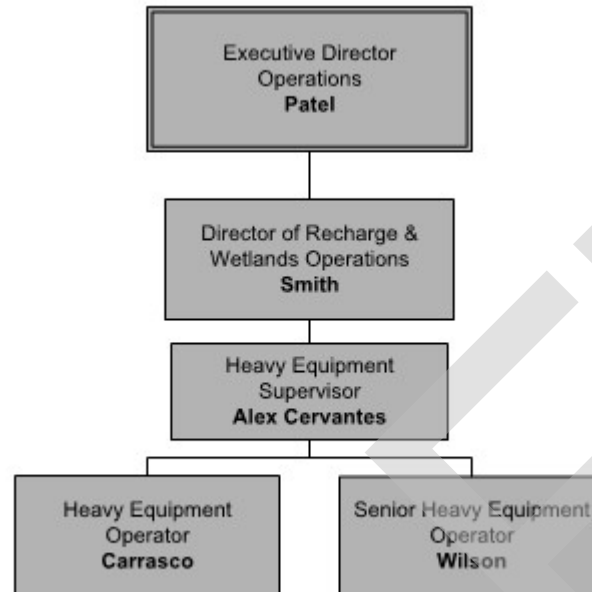 Executive Director
Operations
Patel
Director of Recharge &
Wetlands Operations
Smith
Heavy Equipment
Supervisor
Alex Cervantes
Heavy Equipment
Operator
Carrasco
Senior Heavy Equipment
Operator
Wilson